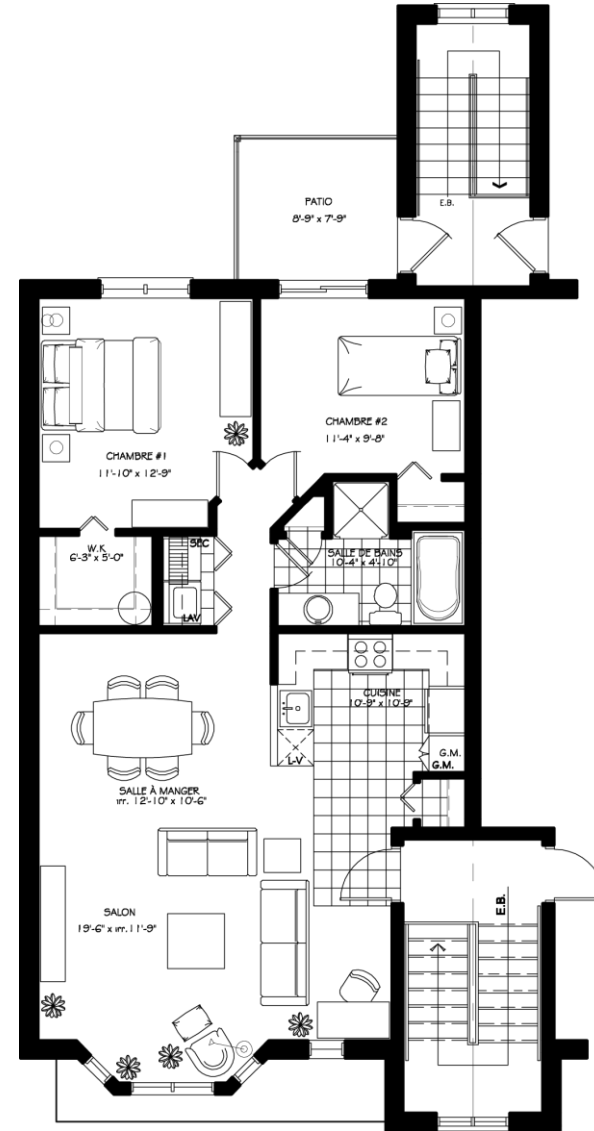 E.B.
PATIO
8'-9" x 7'-9"
CHAMBRE #2
11'-4" x 9'-8"
CHAMBRE #1
11'-10" x 12'-9"
SEC
W.K
6'-3" x 5'-0"
SALLE DE BAINS
10'-4" x 4'-10"
LAV
CUISINE
10'-9" x 10'-9"
L-V
G.M.
G.M.
SALLE À MANGER
irr. 12'-10" x 10'-6"
E.B.
SALON
19'-6" x irr. 11'-9"